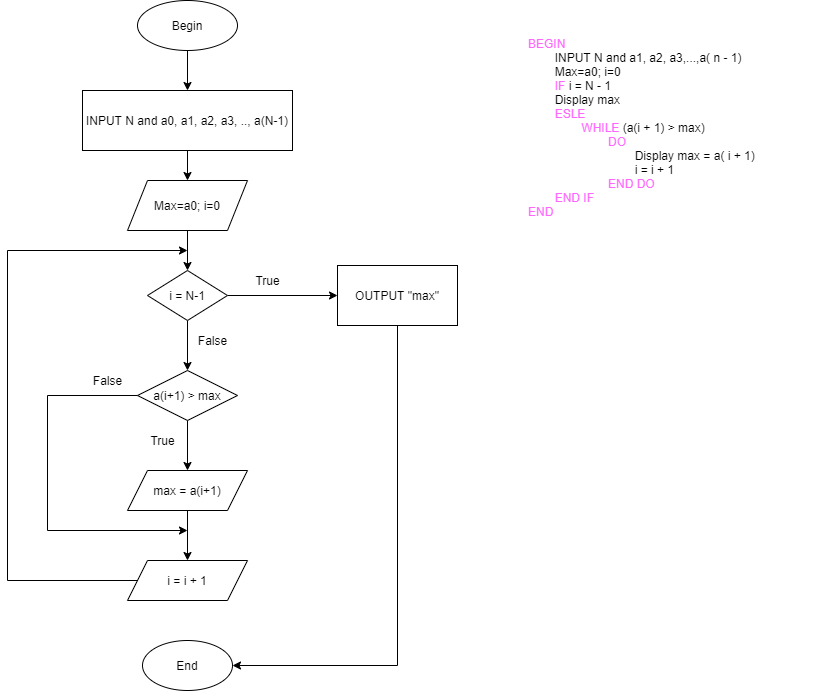 Begin
INPUT N and a0, a1, a2, a3, .., a(N-1)
Max=a0; i=0
i = N-1
True
OUTPUT "max"
False
a(i+1) > max
False
True
max = a(i+1)
i = i + 1
End
BEGIN
INPUT N and a1, a2, a3,...,a( n - 1)
Max=a0; i=0
IF i = N - 1
Display max
ESLE
WHILE (a(i + 1) > max)
DO
Display max = a( i + 1)
i = i + 1
END DO
END IF
END